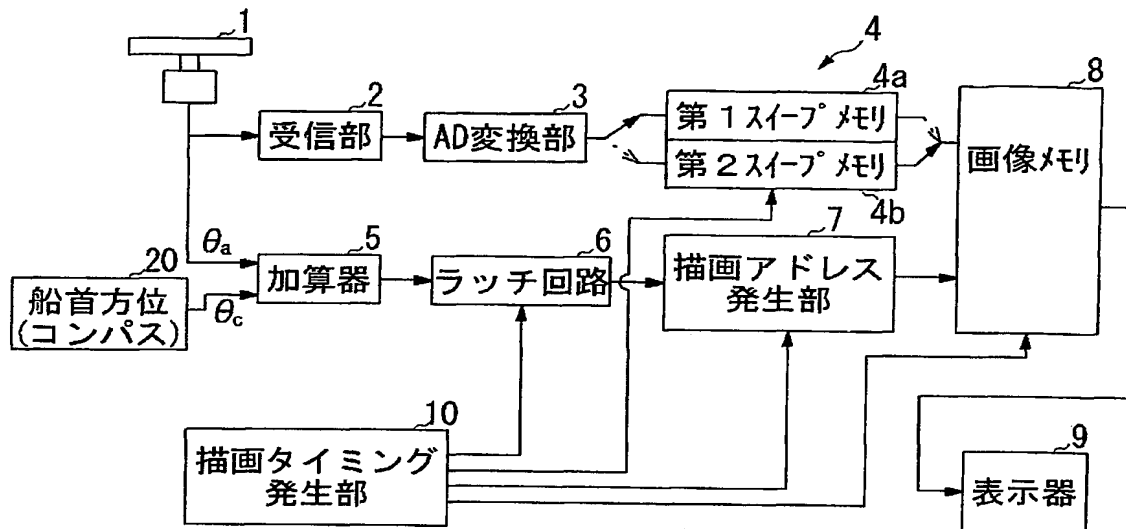 1
2
受信部
3
AD変換部
4
4a
第1スイープメモリ
第2スイープメモリ
4b
8
画像メモリ
θa
20
船首方位
(コンパス)
θc
5
加算器
6
ラッチ回路
7
描画アドレス
発生部
10
描画タイミング
発生部
9
表示器